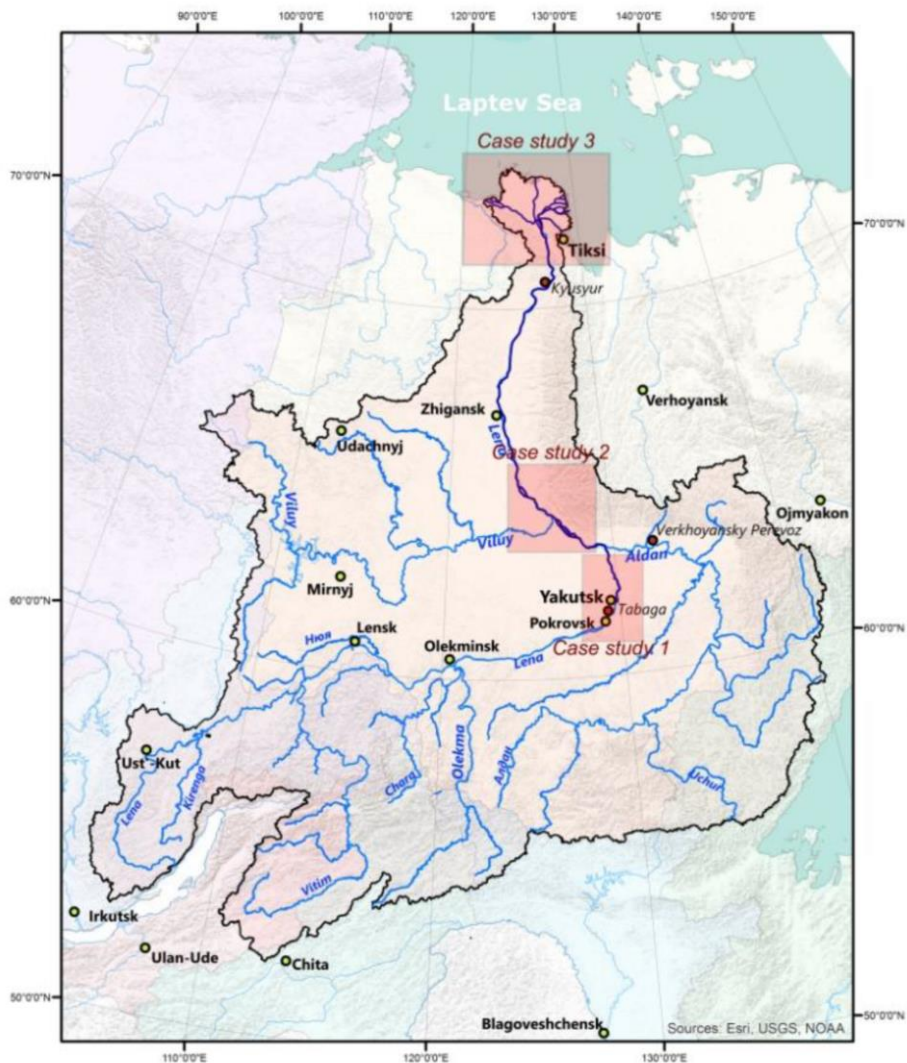 90°0'0"E
100°0'0"E
110°0'0"E
120°0'0"E
130°0'0"E
140°0'0"E
150°0'0"E
Laptev Sea
Case study 3
70°0'0"N
70°0'0"N
Tiksi
Kyusyur
Verhoyansk
Zhigansk
Lena
Udachnyj
Case study 2
Ojmyakon
Viluy
Verkhoyansky Perevoz
Viluy
Aldan
Mirnyj
Yakutsk
60°0'0"N
Tabaga
Pokrovsk
60°0'0"N
Lensk
Нюя
Olekminsk
Lena
Case study 1
Ust'-Kut
Olekma
Алдан
Uchur
Chara
Kirenga
Lena
Vitim
Irkutsk
Ulan-Ude
Chita
50°0'0"N
50°0'0"N
Blagoveshchensk
Sources: Esri, USGS, NOAA
110°0'0"E
120°0'0"E
130°0'0"E